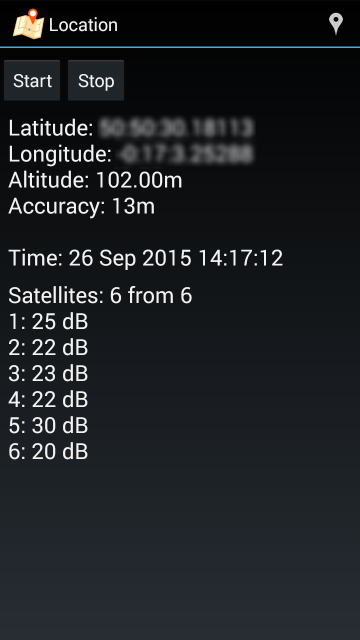 Location
Start Stop
Latitude:
Longitude:
Altitude: 102.00m
Accuracy: 13m
Time: 26 Sep 2015 14:17:12
Satellites: 6 from 6
1: 25 dB
2: 22 dB
3: 23 dB
4: 22 dB
5: 30 dB
6: 20 dB